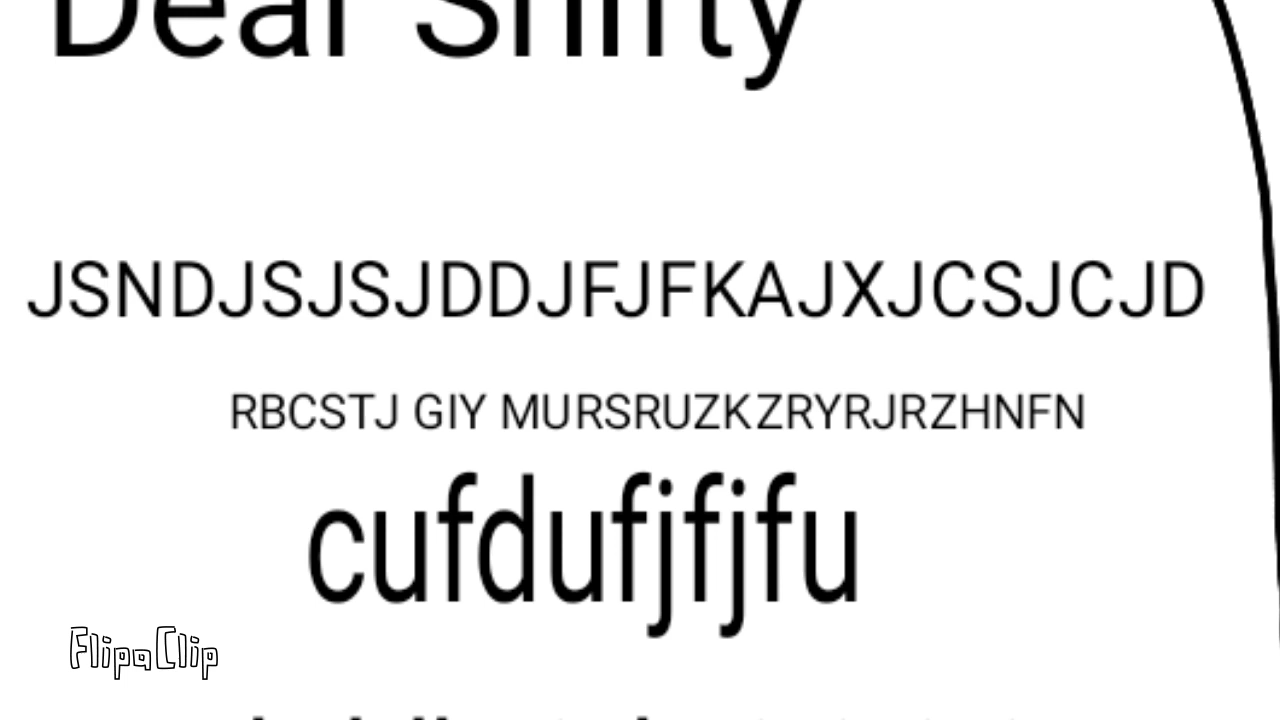 Dear Shifty
JSNDJSJSJDDJFJFKAJXJCSJCJD
RBCSTJ GIY MURSRUZKZRYRJRZHNFN
cufdufjfjfu
FlipaClip